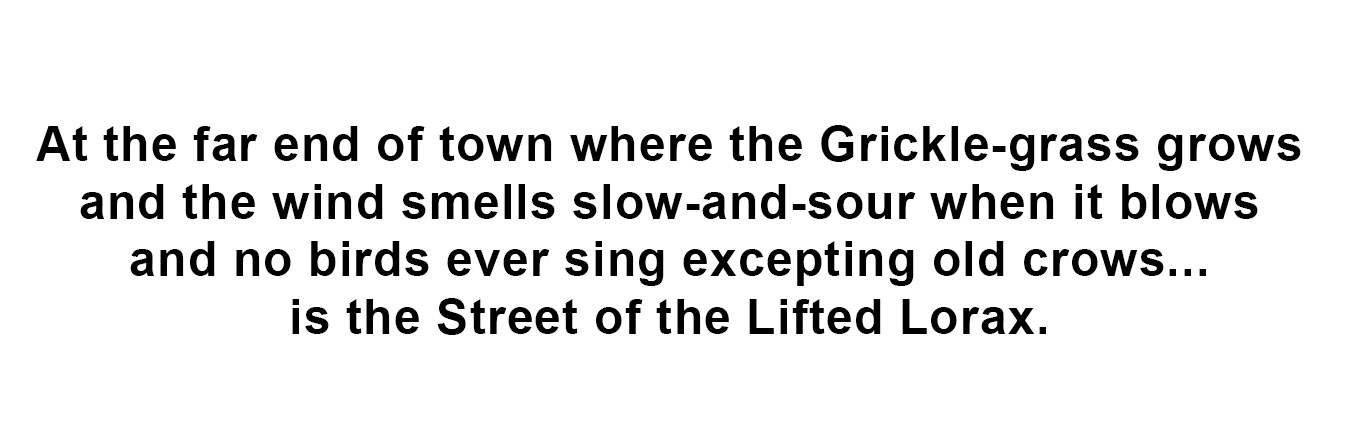 At the far end of town where the Grickle-grass grows
and the wind smells slow-and-sour when it blows
and no birds ever sing excepting old crows...
is the Street of the Lifted Lorax.